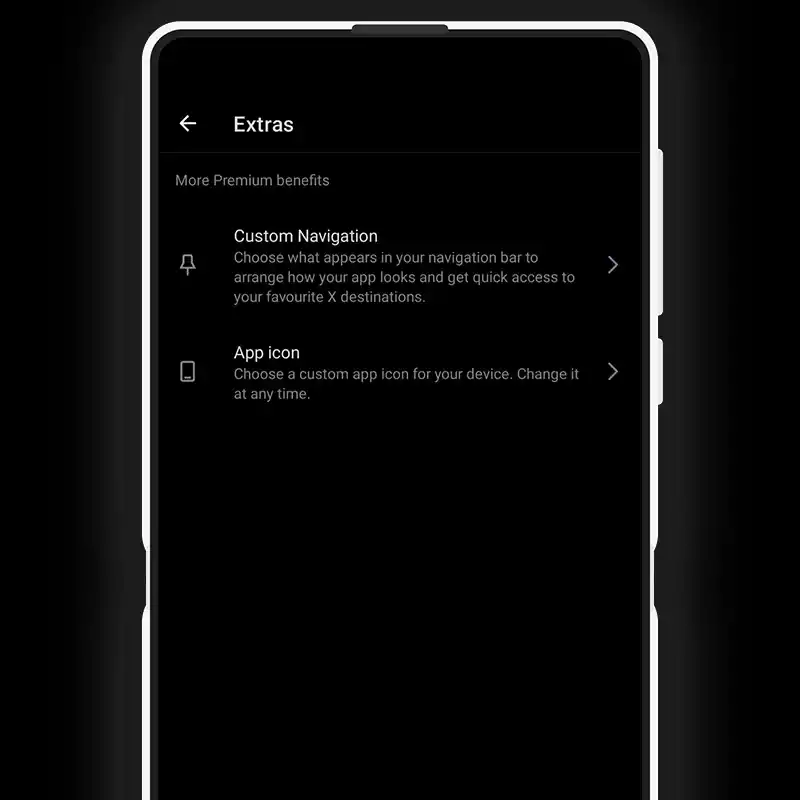 Extras
More Premium benefits
Custom Navigation
Choose what appears in your navigation bar to
arrange how your app looks and get quick access to
your favourite X destinations.
App icon
Choose a custom app icon for your device. Change it
at any time.